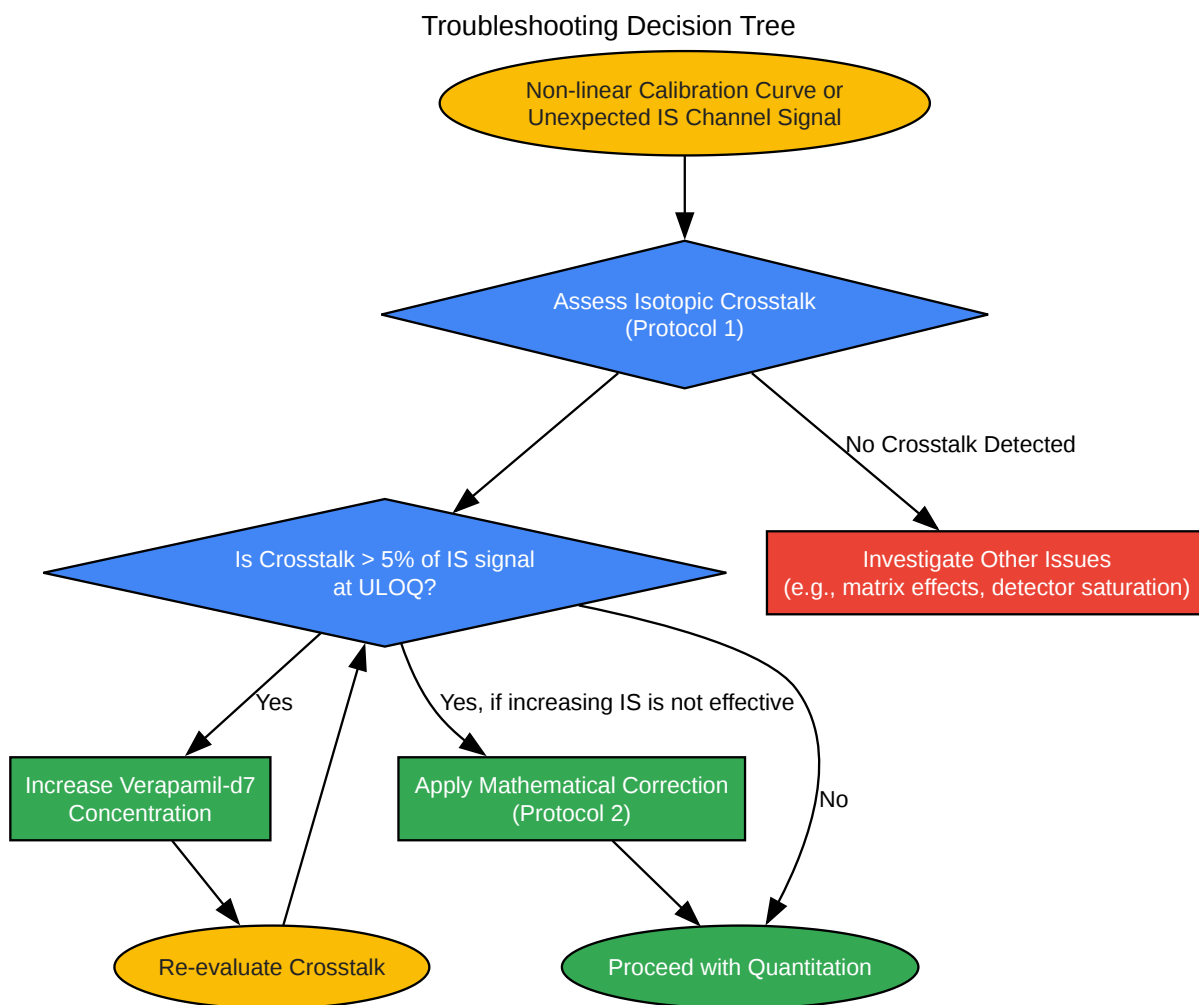 Troubleshooting Decision Tree
Non-linear Calibration Curve or
Unexpected IS Channel Signal
Assess Isotopic Crosstalk
(Protocol 1)
No Crosstalk Detected
Is Crosstalk > 5% of IS signal
at ULOQ?
Investigate Other Issues
(e.g., matrix effects, detector saturation)
Yes
Yes, if increasing IS is not effective
No
Increase Verapamil-d7
Concentration
Apply Mathematical Correction
(Protocol 2)
Re-evaluate Crosstalk
Proceed with Quantitation